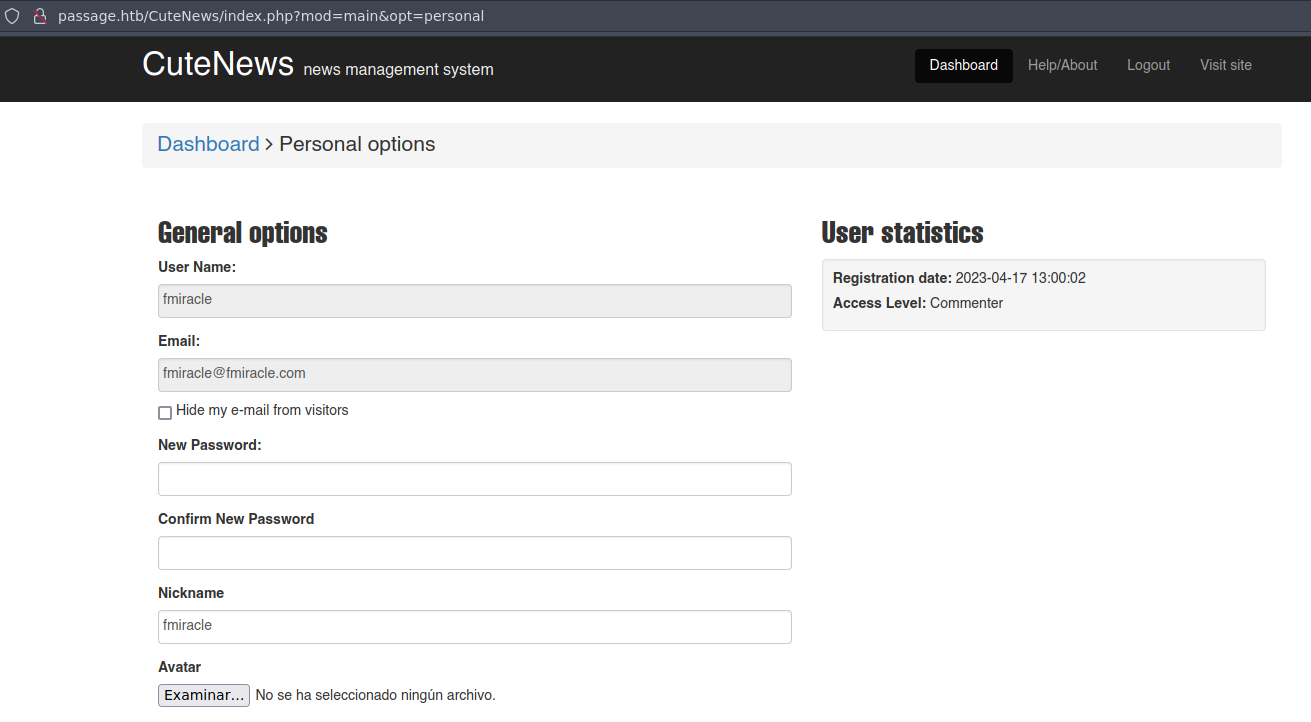 passage.htb/CuteNews/index.php?mod=main&opt=personal
CuteNews news management system
Dashboard Help/About Logout Visit site
Dashboard > Personal options
General options
User Name:
fmiracle
Email:
fmiracle@fmiracle.com
Hide my e-mail from visitors
New Password:
Confirm New Password
Nickname
fmiracle
Avatar
Examinar... No se ha seleccionado ningún archivo.
User statistics
Registration date: 2023-04-17 13:00:02
Access Level: Commenter